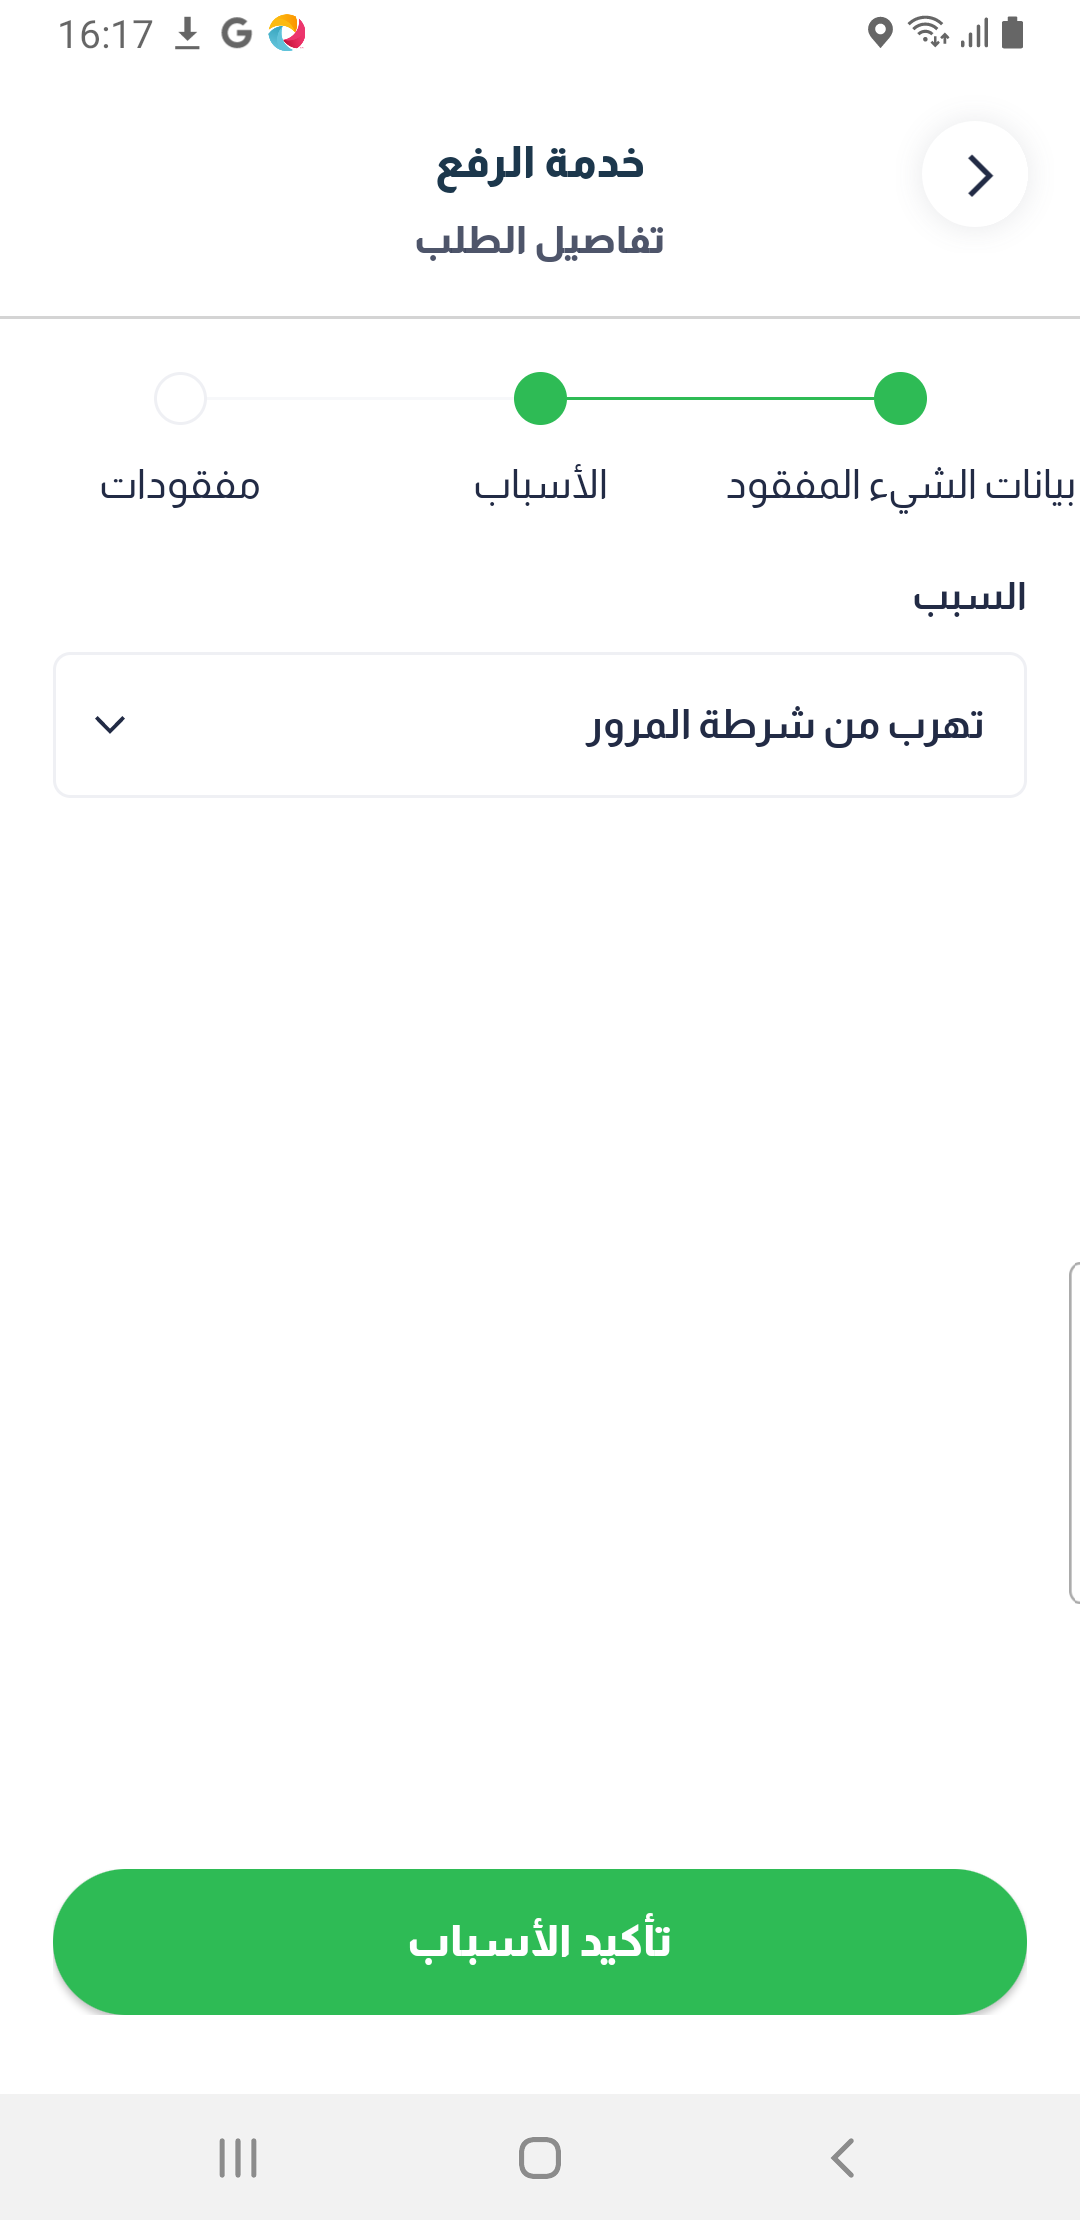 16:17
خدمة الرفع
تفاصيل الطلب
بيانات الشيء المفقود
الأسباب
مفقودات
السبب
تهرب من شرطة المرور
تأكيد الأسباب